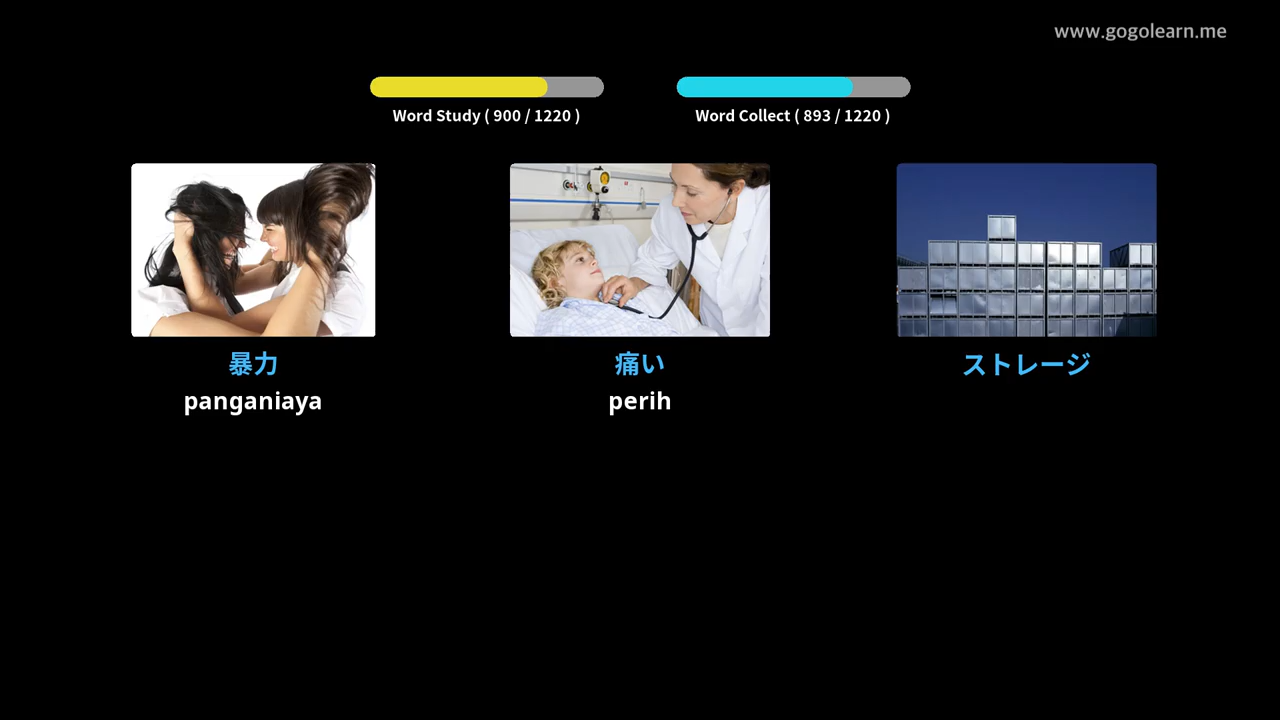 www.gogolearn.me
Word Study ( 900 / 1220 )
Word Collect ( 893 / 1220 )
暴力
痛い
ストレージ
panganiaya
perih